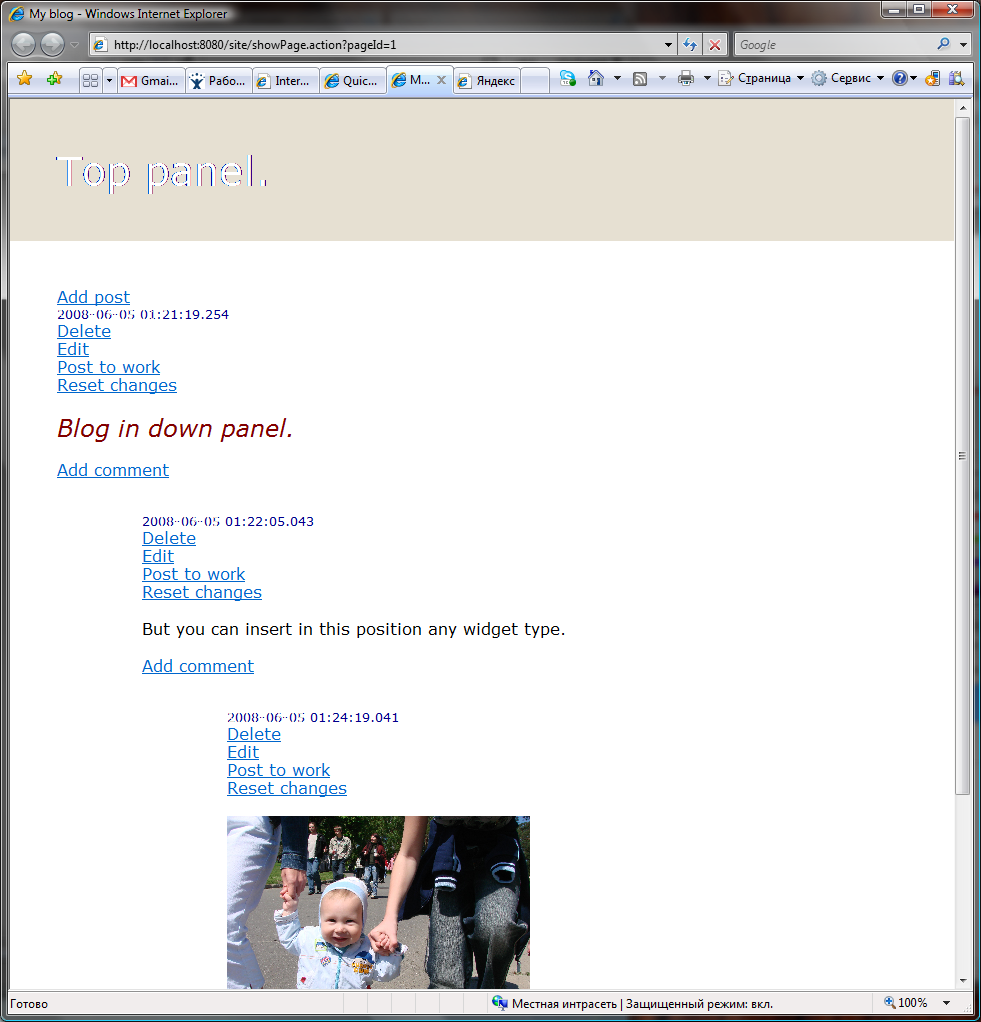 My blog - Windows Internet Explorer
http://localhost:8080/site/showPage.action?pageId=1
Google
Gmai... Рабо... Inter... Quic... M... Яндекс Страница Сервис
Top panel.
Add post
2008-06-05 01:21:19.254
Delete
Edit
Post to work
Reset changes
Blog in down panel.
Add comment
2008-06-05 01:22:05.043
Delete
Edit
Post to work
Reset changes
But you can insert in this position any widget type.
Add comment
2008-06-05 01:24:19.041
Delete
Edit
Post to work
Reset changes
Готово Местная интрасеть | Защищенный режим: вкл. 100%